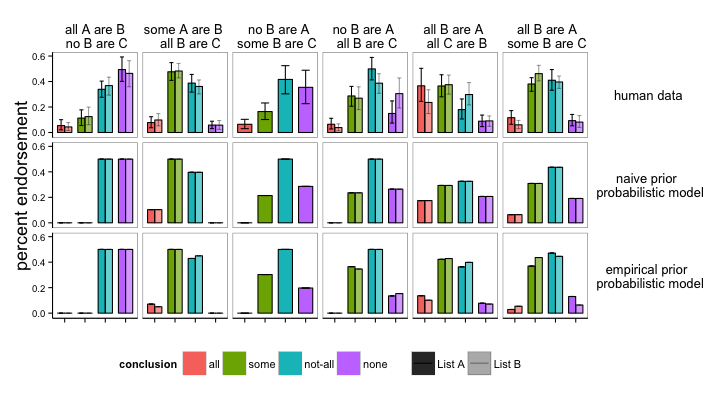 all A are B
no B are C
some A are B
all B are C
no B are A
some B are C
no B are A
all B are C
all B are A
all C are B
all B are A
some B are C
percent endorsement
0.6
0.4
0.2
0.0
human data
0.6
0.4
0.2
0.0
naive prior
probabilistic model
0.6
0.4
0.2
0.0
empirical prior
probabilistic model
conclusion all some not-all none List A List B